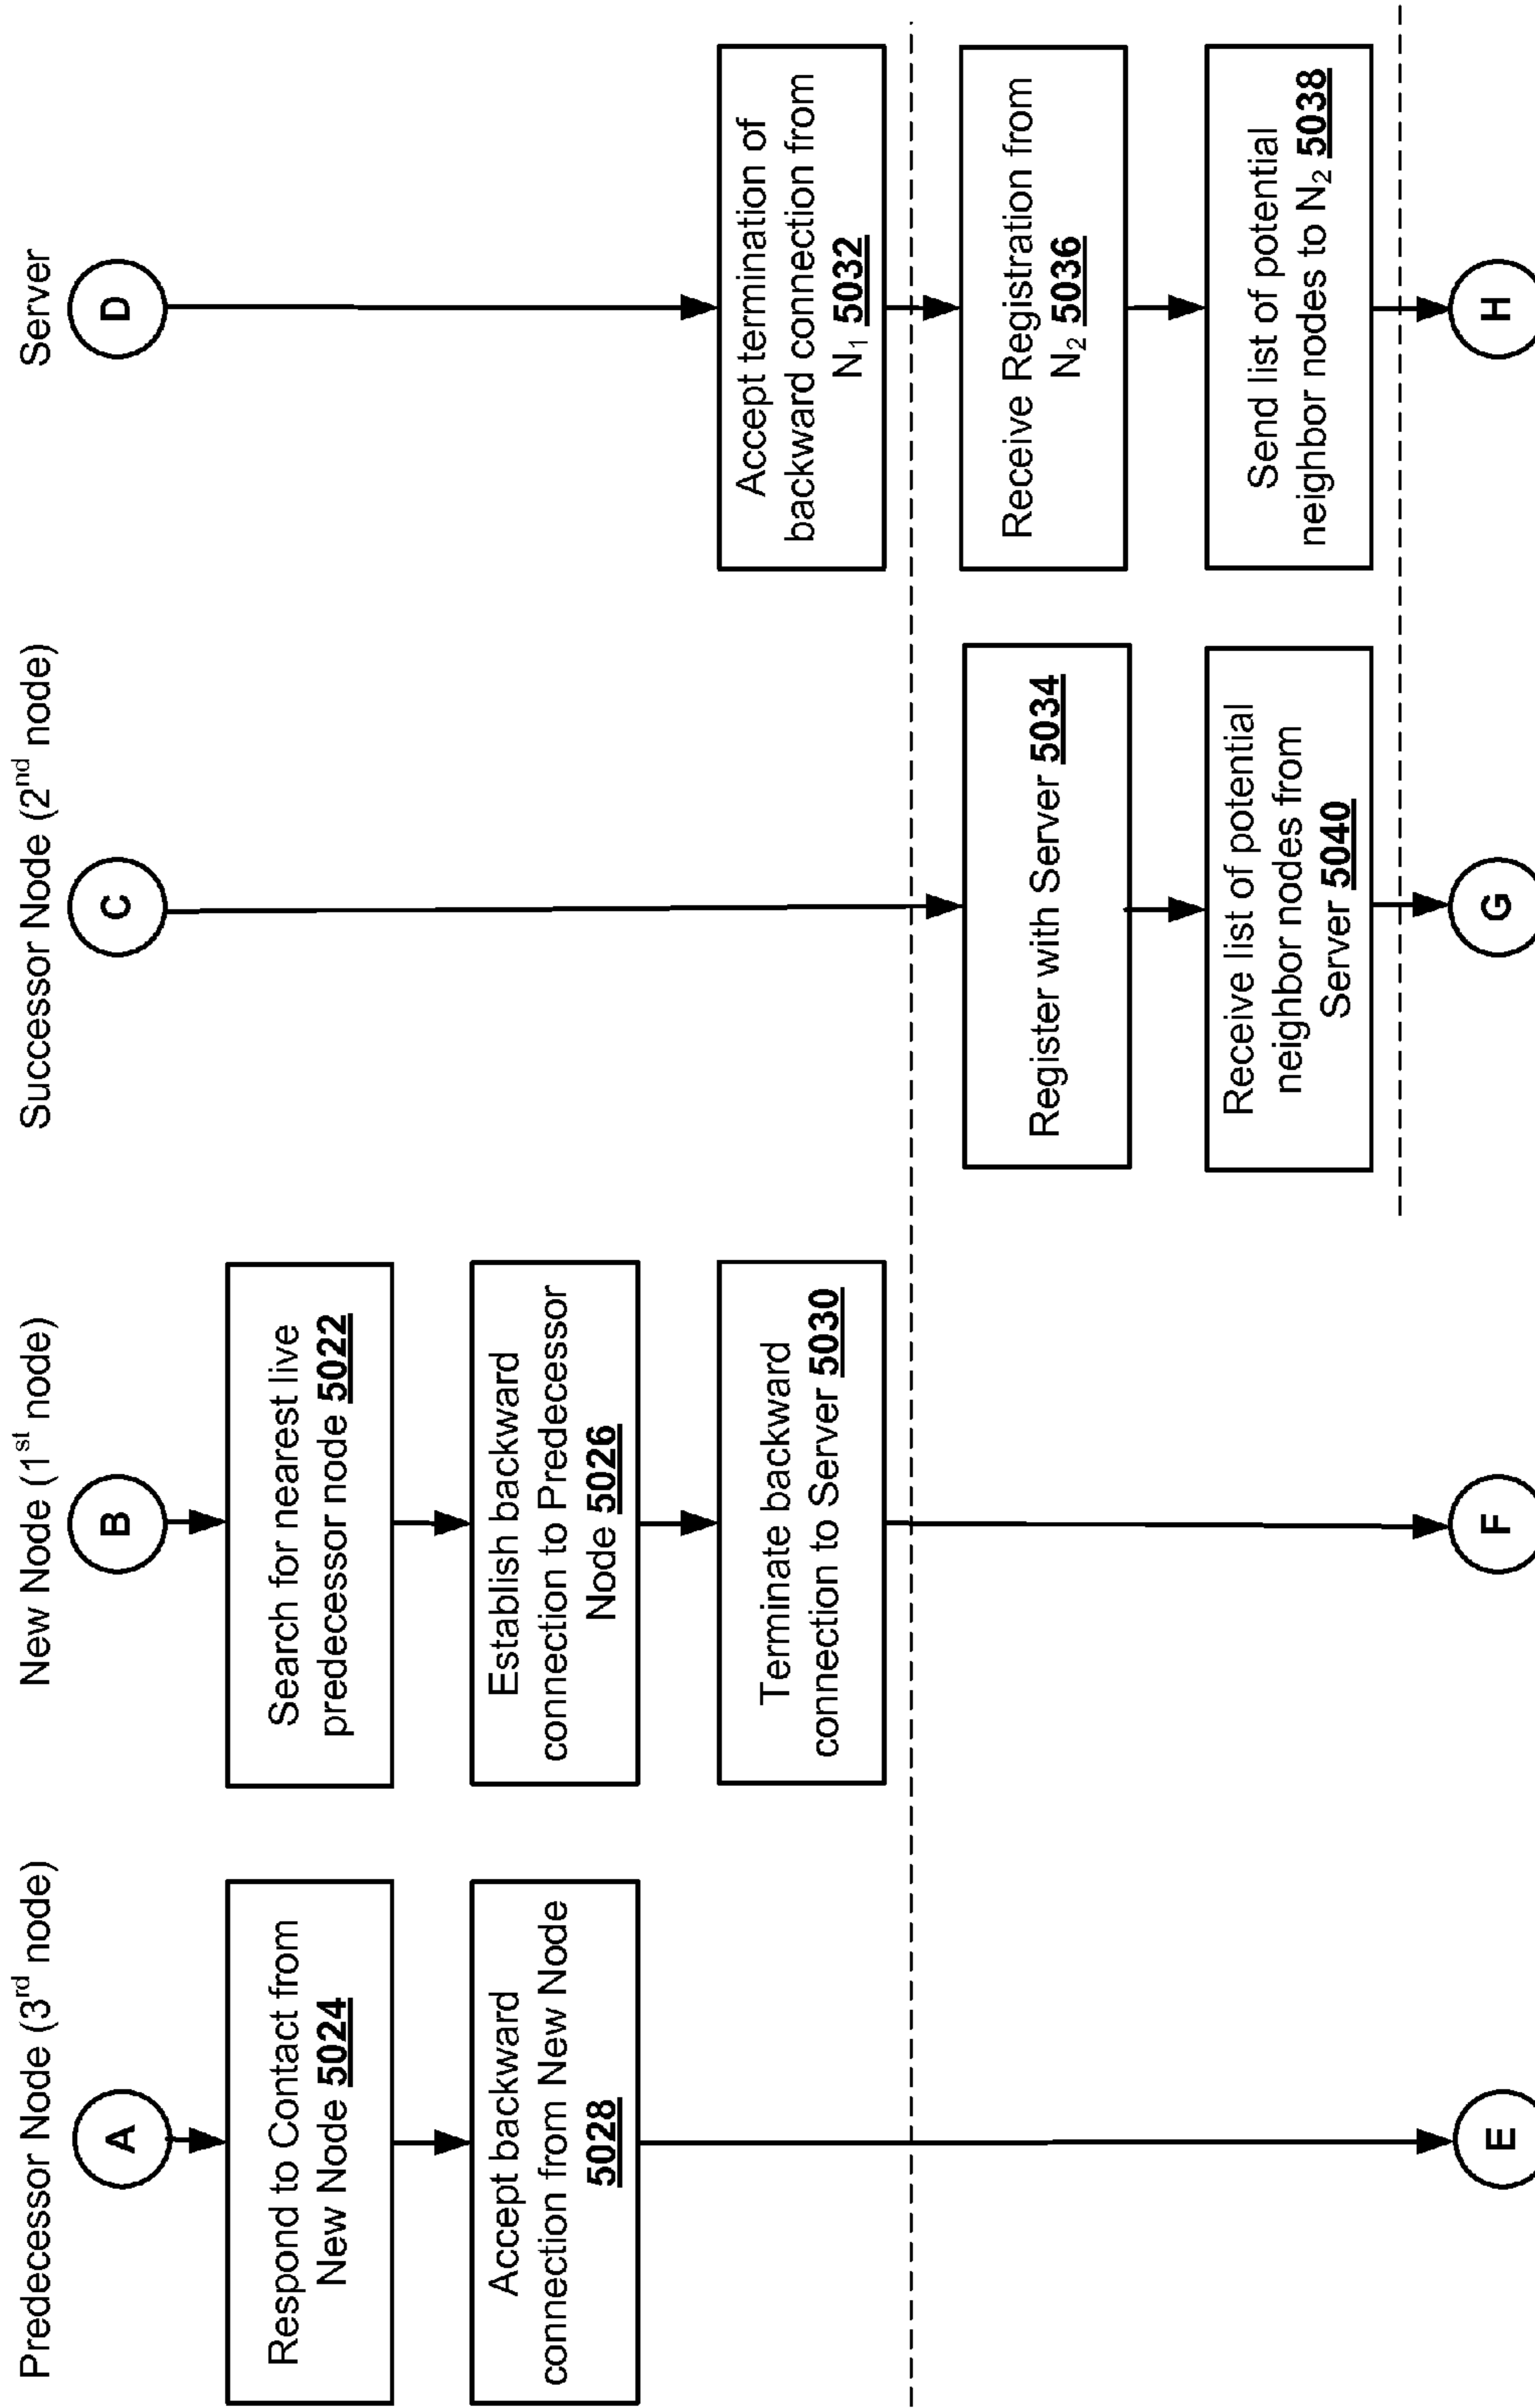 Predecessor Node (3rd node)
A
Respond to Contact from
New Node 5024
Accept backward
connection from New Node
5028
E
New Node (1st node)
B
Search for nearest live
predecessor node 5022
Establish backward
connection to Predecessor
Node 5026
Terminate backward
connection to Server 5030
F
Successor Node (2nd node)
C
Register with Server 5034
Receive list of potential
neighbor nodes from
Server 5040
G
Server
D
Accept termination of
backward connection from
N₁ 5032
Receive Registration from
N₂ 5036
Send list of potential
neighbor nodes to N₂ 5038
H